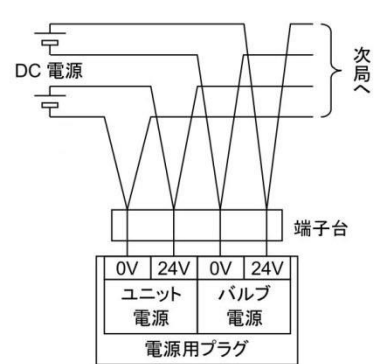 DC 電源
次局へ
端子台
0V 24V 0V 24V
ユニット
電源
バルブ
電源
電源用プラグ